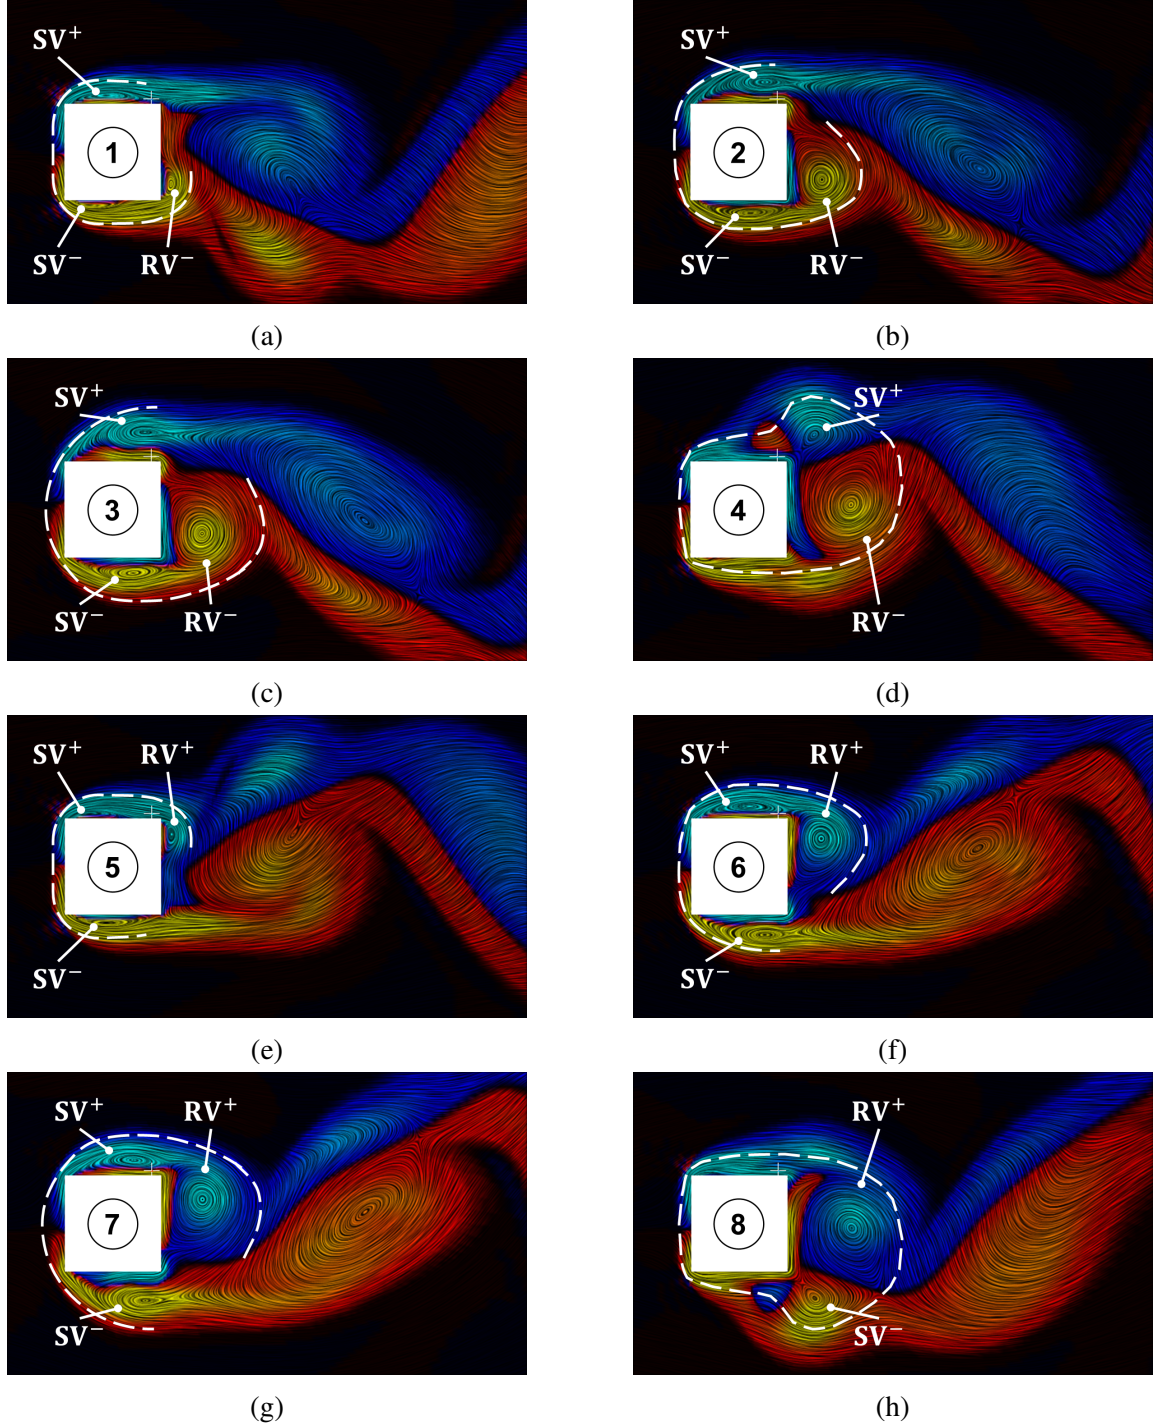 SV⁺
1
SV⁻ RV⁻
(a)
SV⁺
2
SV⁻ RV⁻
(b)
SV⁺
3
SV⁻ RV⁻
(c)
SV⁺
4
RV⁻
(d)
SV⁺ RV⁺
5
SV⁻
(e)
SV⁺ RV⁺
6
SV⁻
(f)
SV⁺ RV⁺
7
SV⁻
(g)
RV⁺
8
SV⁻
(h)